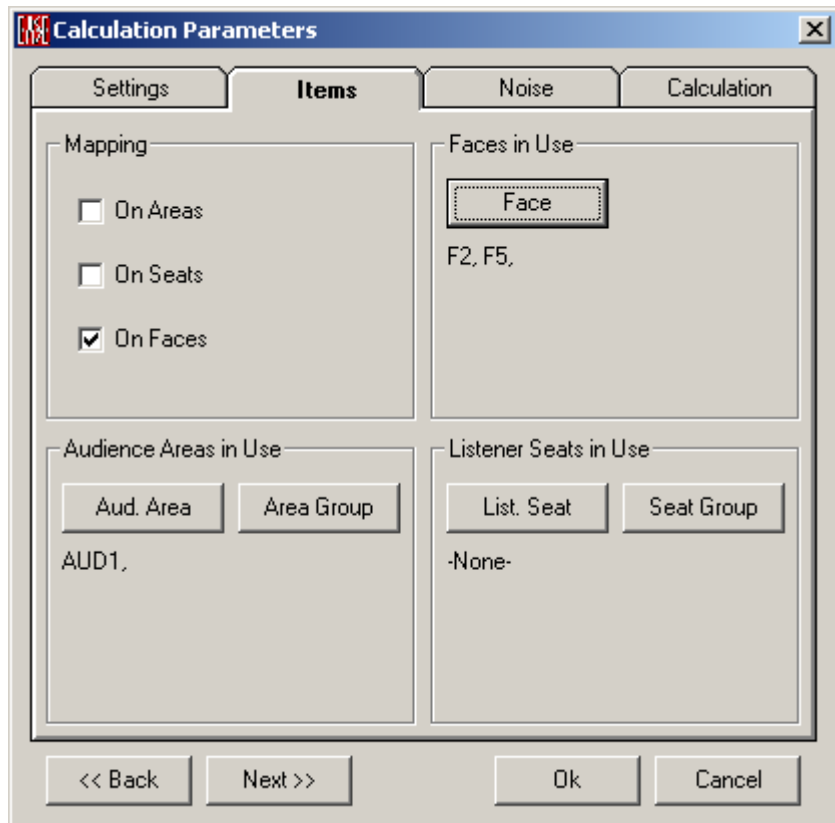 EASE Calculation Parameters
Settings Items Noise Calculation
Mapping
On Areas
On Seats
On Faces
Faces in Use
Face
F2, F5,
Audience Areas in Use
Aud. Area Area Group
AUD1,
Listener Seats in Use
List. Seat Seat Group
-None-
<< Back Next >> Ok Cancel